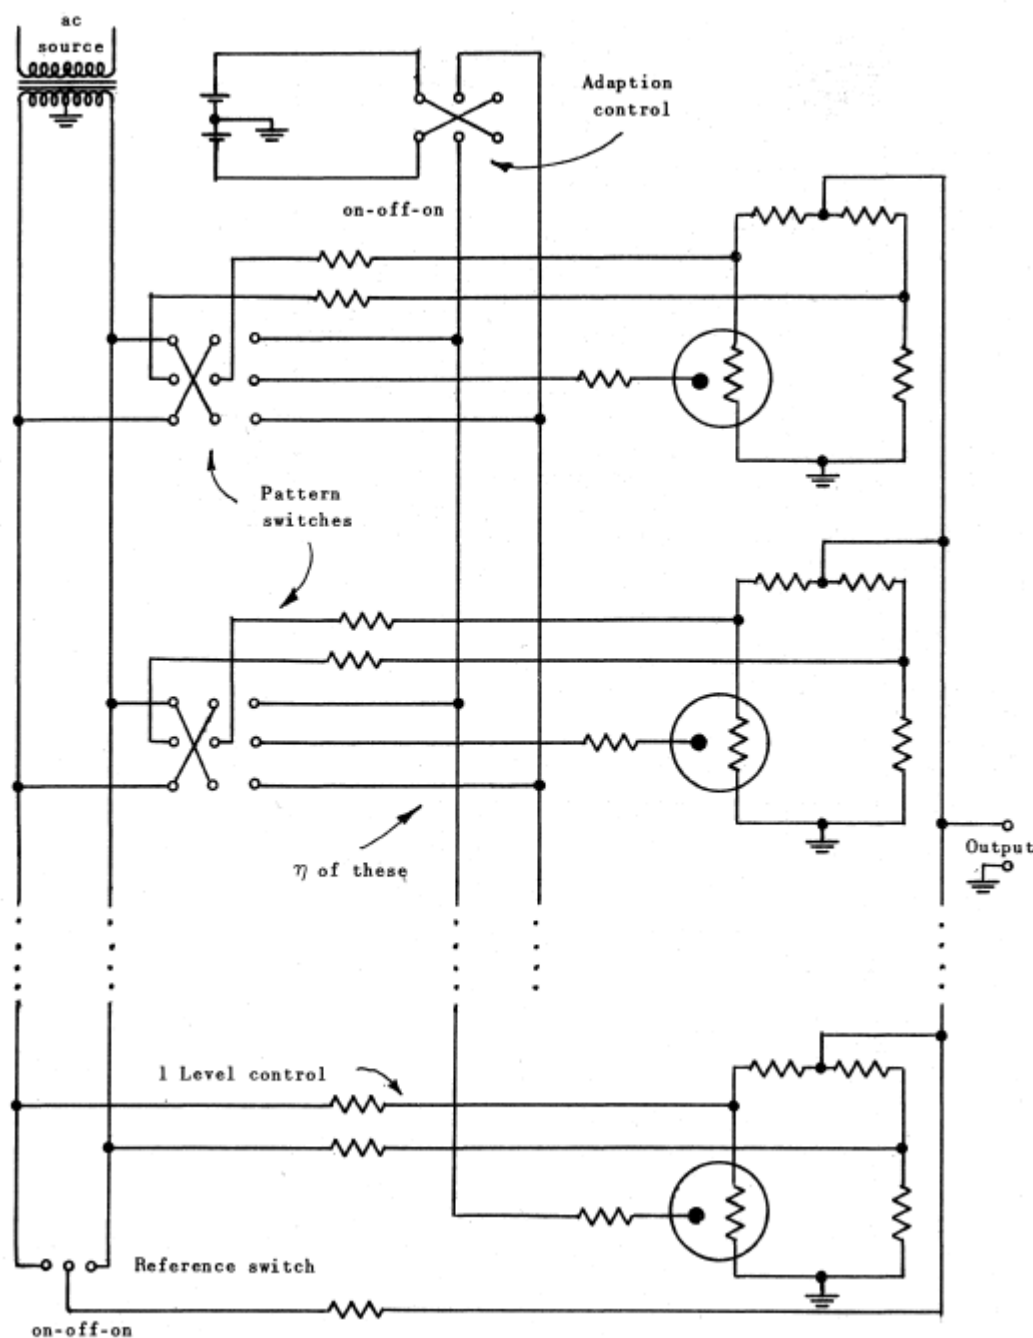 ac
source
Adaption
control
on-off-on
Pattern
switches
η of these
Output
1 Level control
Reference switch
on-off-on